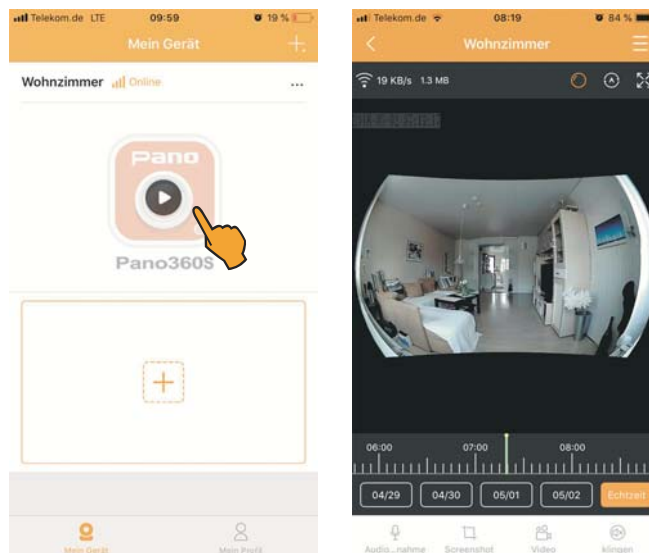 Telekom.de LTE 09:59 19 %
Mein Gerät
Wohnzimmer Online ...
Pano
Pano360S
Mein Gerät Mein Profil
Telekom.de 08:19 84 %
Wohnzimmer
19 KB/s 1.3 MB
06:00 07:00 08:00
04/29 04/30 05/01 05/02 Echtzeit
Audio...nahme Screenshot Video klingen